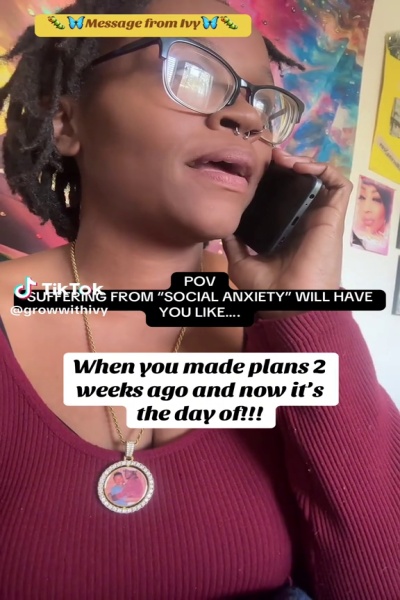 Message from Ivy
POV
SUFFERING FROM “SOCIAL ANXIETY” WILL HAVE
YOU LIKE....
TikTok
@growwithivy
When you made plans 2
weeks ago and now it's
the day of!!!